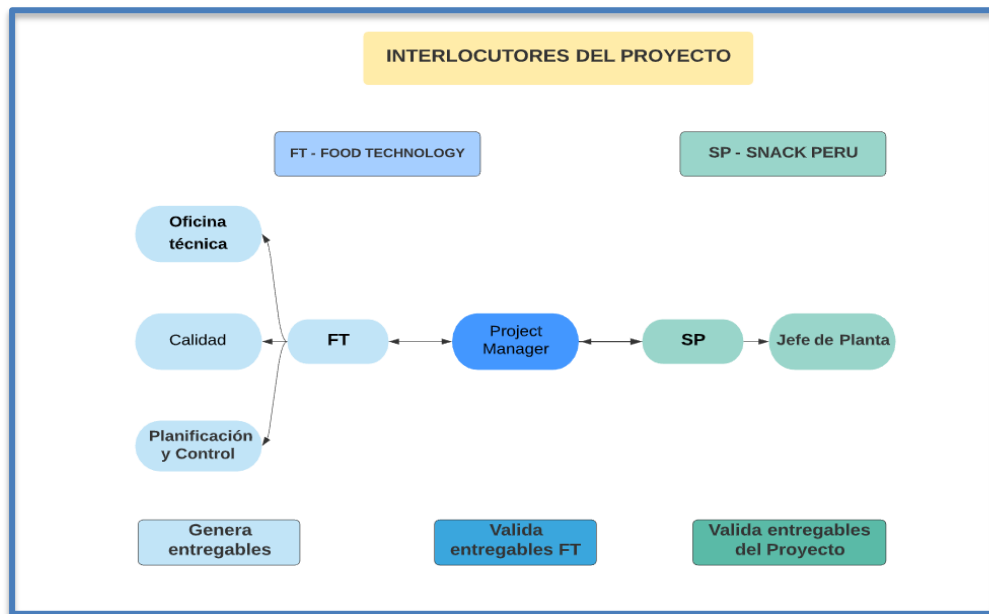 INTERLOCUTORES DEL PROYECTO
FT - FOOD TECHNOLOGY
SP - SNACK PERU
Oficina
técnica
Calidad
FT
Project
Manager
SP
Jefe de Planta
Planificación
y Control
Genera
entregables
Valida
entregables FT
Valida entregables
del Proyecto